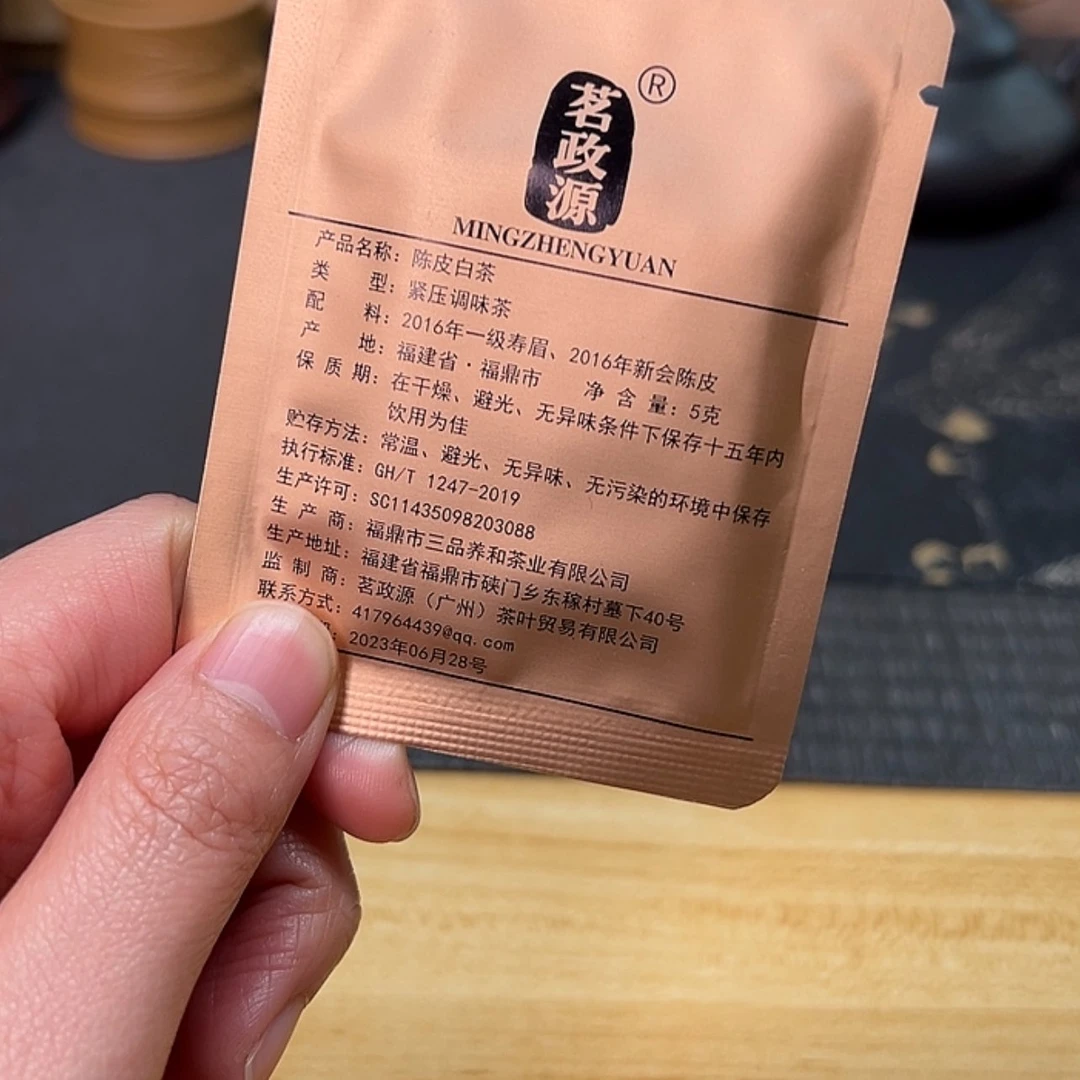 茗政源
®
MINGZHENGYUAN
产品名称：陈皮白茶
类 型：紧压调味茶
配 料：2016年一级寿眉、2016年新会陈皮
产 地：福建省·福鼎市 净含量：5克
保质期：在干燥、避光、无异味条件下保存十五年内
饮用为佳
贮存方法：常温、避光、无异味、无污染的环境中保存
执行标准：GH/T 1247-2019
生产许可：SC11435098203088
生产商：福鼎市三品养和茶业有限公司
生产地址：福建省福鼎市硖门乡东稼村墓下40号
监制商：茗政源（广州）茶叶贸易有限公司
联系方式：417964439@qq.com
：2023年06月28号